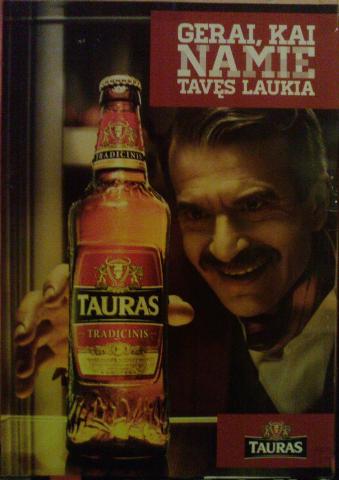 GERAI, KAI
NAMIE
TAVĘS LAUKIA
TRADICINIS
TAURAS
TRADICINIS
TAURAS